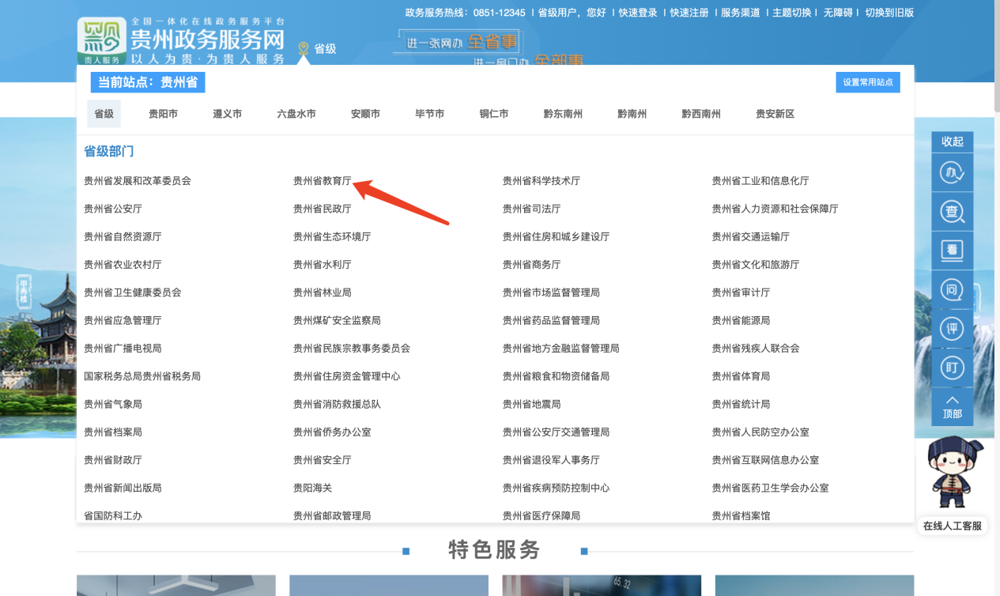 政务服务热线：0851-12345 | 省级用户，您好 | 快速登录 | 快速注册 | 服务渠道 | 主题切换 | 无障碍 | 切换到旧版
全国一体化在线政务服务平台
贵州政务服务网
以人为贵·为贵人服务
贵人服务
省级
进一张网办 全省事
进一扇门办 全部事
当前站点：贵州省
设置常用站点
省级 贵阳市 遵义市 六盘水市 安顺市 毕节市 铜仁市 黔东南州 黔南州 黔西南州 贵安新区
省级部门
贵州省发展和改革委员会 贵州省教育厅 贵州省科学技术厅 贵州省工业和信息化厅
贵州省公安厅 贵州省民政厅 贵州省司法厅 贵州省人力资源和社会保障厅
贵州省自然资源厅 贵州省生态环境厅 贵州省住房和城乡建设厅 贵州省交通运输厅
贵州省农业农村厅 贵州省水利厅 贵州省商务厅 贵州省文化和旅游厅
贵州省卫生健康委员会 贵州省林业局 贵州省市场监督管理局 贵州省审计厅
贵州省应急管理厅 贵州煤矿安全监察局 贵州省药品监督管理局 贵州省能源局
贵州省广播电视局 贵州省民族宗教事务委员会 贵州省地方金融监督管理局 贵州省残疾人联合会
国家税务总局贵州省税务局 贵州省住房资金管理中心 贵州省粮食和物资储备局 贵州省体育局
贵州省气象局 贵州省消防救援总队 贵州省地震局 贵州省统计局
贵州省档案局 贵州省侨务办公室 贵州省公安厅交通管理局 贵州省人民防空办公室
贵州省财政厅 贵州省安全厅 贵州省退役军人事务厅 贵州省互联网信息办公室
贵州省新闻出版局 贵阳海关 贵州省疾病预防控制中心 贵州省医药卫生学会办公室
省国防科工办 贵州省邮政管理局 贵州省医疗保障局 贵州省档案馆
甲秀楼
收起
办
查
看
问
评
盯
顶部
在线人工客服
特色服务
65.32